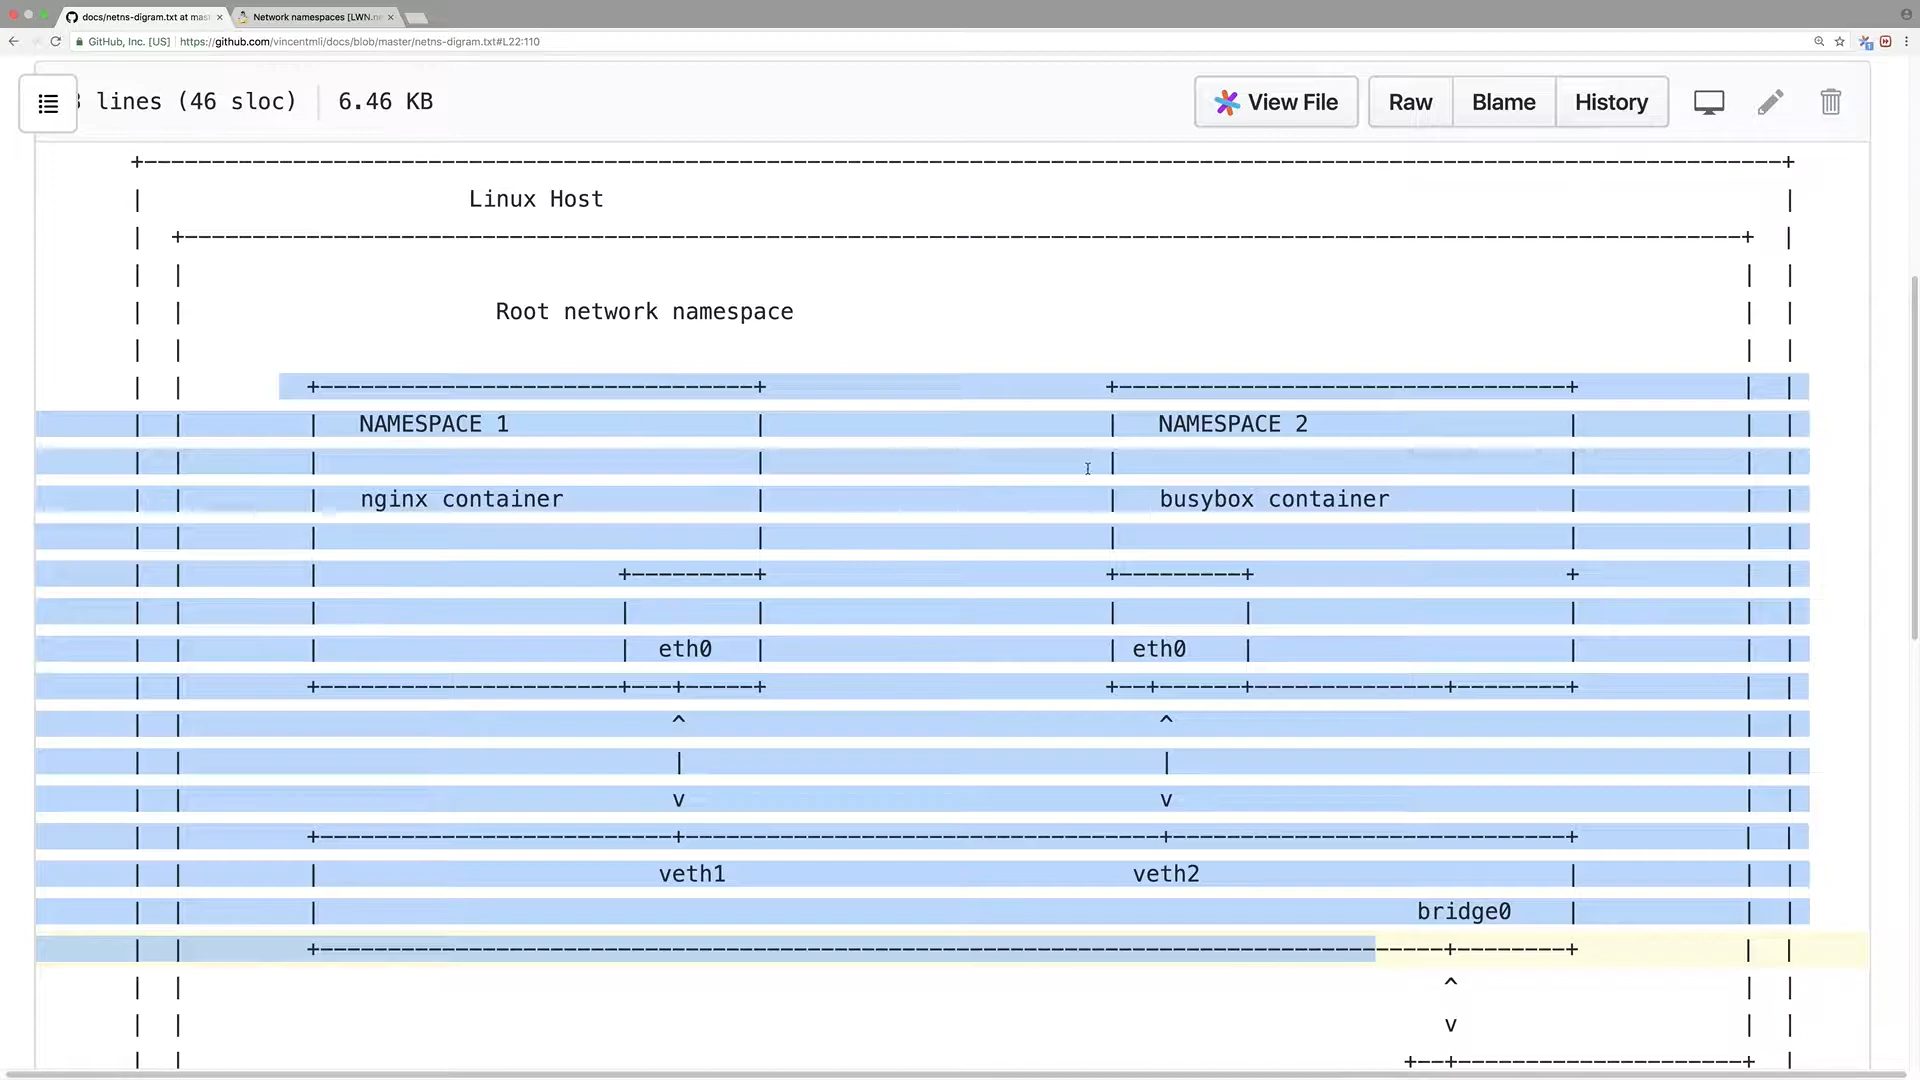 docs/netns-digram.txt at mast
Network namespaces [LWN.ne
GitHub, Inc. [US] https://github.com/vincentmli/docs/blob/master/netns-digram.txt#L22:110
lines (46 sloc) 6.46 KB
View File
Raw
Blame
History
Linux Host
Root network namespace
NAMESPACE 1 NAMESPACE 2
nginx container busybox container
eth0 eth0
^ ^
v v
veth1 veth2
bridge0
^
v